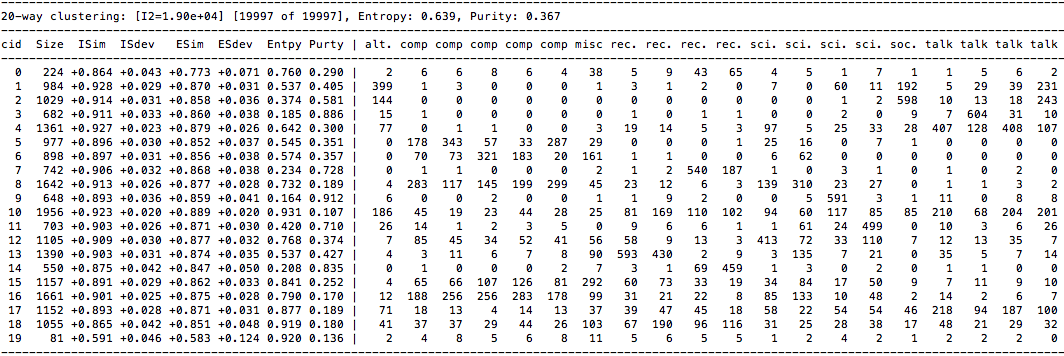 20-way clustering: [I2=1.90e+04] [19997 of 19997], Entropy: 0.639, Purity: 0.367
cid Size ISim ISdev ESim ESdev Entpy Purty | alt. comp comp comp comp comp misc rec. rec. rec. rec. sci. sci. sci. sci. soc. talk talk talk talk
0 224 +0.864 +0.043 +0.773 +0.071 0.760 0.290 | 2 6 6 8 6 4 38 5 9 43 65 4 5 1 7 1 1 5 6 2
1 984 +0.928 +0.029 +0.870 +0.031 0.537 0.405 | 399 1 3 0 0 0 1 3 1 2 0 7 0 60 11 192 5 29 39 231
2 1029 +0.914 +0.031 +0.858 +0.036 0.374 0.581 | 144 0 0 0 0 0 0 0 0 0 0 0 0 1 2 598 10 13 18 243
3 682 +0.911 +0.033 +0.860 +0.038 0.185 0.886 | 15 1 0 0 0 0 1 0 1 1 0 0 0 2 0 9 7 604 31 10
4 1361 +0.927 +0.023 +0.879 +0.026 0.642 0.300 | 77 0 1 1 0 0 3 19 14 5 3 97 5 25 33 28 407 128 408 107
5 977 +0.896 +0.030 +0.852 +0.037 0.545 0.351 | 0 178 343 57 33 287 29 0 0 1 0 25 16 0 7 1 0 0 0 0
6 898 +0.897 +0.031 +0.856 +0.038 0.574 0.357 | 0 70 73 321 183 20 161 1 1 0 0 6 62 0 0 0 0 0 0 0
7 742 +0.906 +0.032 +0.868 +0.038 0.234 0.728 | 0 1 1 0 0 0 2 1 2 540 187 1 0 3 1 0 1 0 2 0
8 1642 +0.913 +0.026 +0.877 +0.028 0.732 0.189 | 4 283 117 145 199 299 45 23 12 6 3 139 310 23 27 0 1 1 3 2
9 648 +0.893 +0.036 +0.859 +0.041 0.164 0.912 | 6 0 0 2 0 0 1 1 9 2 0 0 5 591 3 1 11 0 8 8
10 1956 +0.923 +0.020 +0.889 +0.020 0.931 0.107 | 186 45 19 23 44 28 25 81 169 110 102 94 60 117 85 85 210 68 204 201
11 703 +0.903 +0.026 +0.871 +0.030 0.420 0.710 | 26 14 1 2 3 5 0 9 6 6 1 1 61 24 499 0 10 3 6 26
12 1105 +0.909 +0.030 +0.877 +0.032 0.768 0.374 | 7 85 45 34 52 41 56 58 9 13 3 413 72 33 110 7 12 13 35 7
13 1390 +0.903 +0.031 +0.874 +0.035 0.537 0.427 | 4 3 11 6 7 8 90 593 430 2 9 3 135 7 21 0 35 5 7 14
14 550 +0.875 +0.042 +0.847 +0.050 0.208 0.835 | 0 1 0 0 0 2 7 3 1 69 459 1 3 0 2 0 1 1 0 0
15 1157 +0.891 +0.029 +0.862 +0.033 0.841 0.252 | 4 65 66 107 126 81 292 60 73 33 19 34 84 17 50 9 7 11 9 10
16 1661 +0.901 +0.025 +0.875 +0.028 0.790 0.170 | 12 188 256 256 283 178 99 31 21 22 8 85 133 10 48 2 14 2 6 7
17 1152 +0.893 +0.028 +0.871 +0.031 0.877 0.189 | 71 18 13 4 14 13 37 39 47 45 18 58 22 54 54 46 218 94 187 100
18 1055 +0.865 +0.042 +0.851 +0.048 0.919 0.180 | 41 37 37 29 44 26 103 67 190 96 116 31 25 28 38 17 48 21 29 32
19 81 +0.591 +0.046 +0.583 +0.124 0.920 0.136 | 2 4 8 5 6 8 11 5 6 5 5 1 2 4 2 1 2 2 2 0